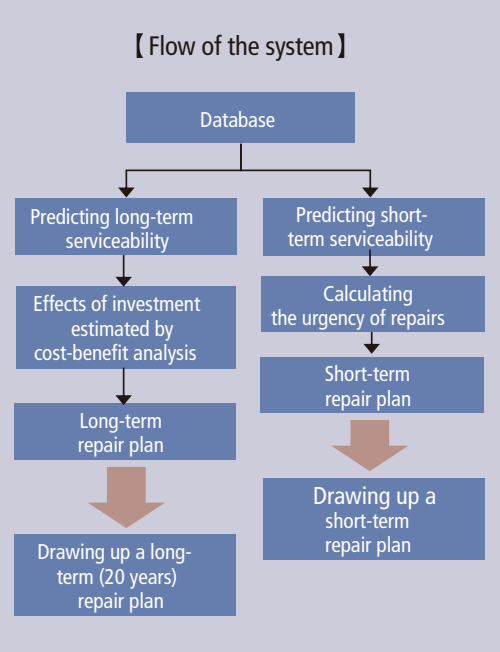 【 Flow of the system 】
Database
Predicting long-term
serviceability
Effects of investment
estimated by
cost-benefit analysis
Long-term
repair plan
Drawing up a long-
term (20 years)
repair plan
Predicting short-
term serviceability
Calculating
the urgency of repairs
Short-term
repair plan
Drawing up a
short-term
repair plan